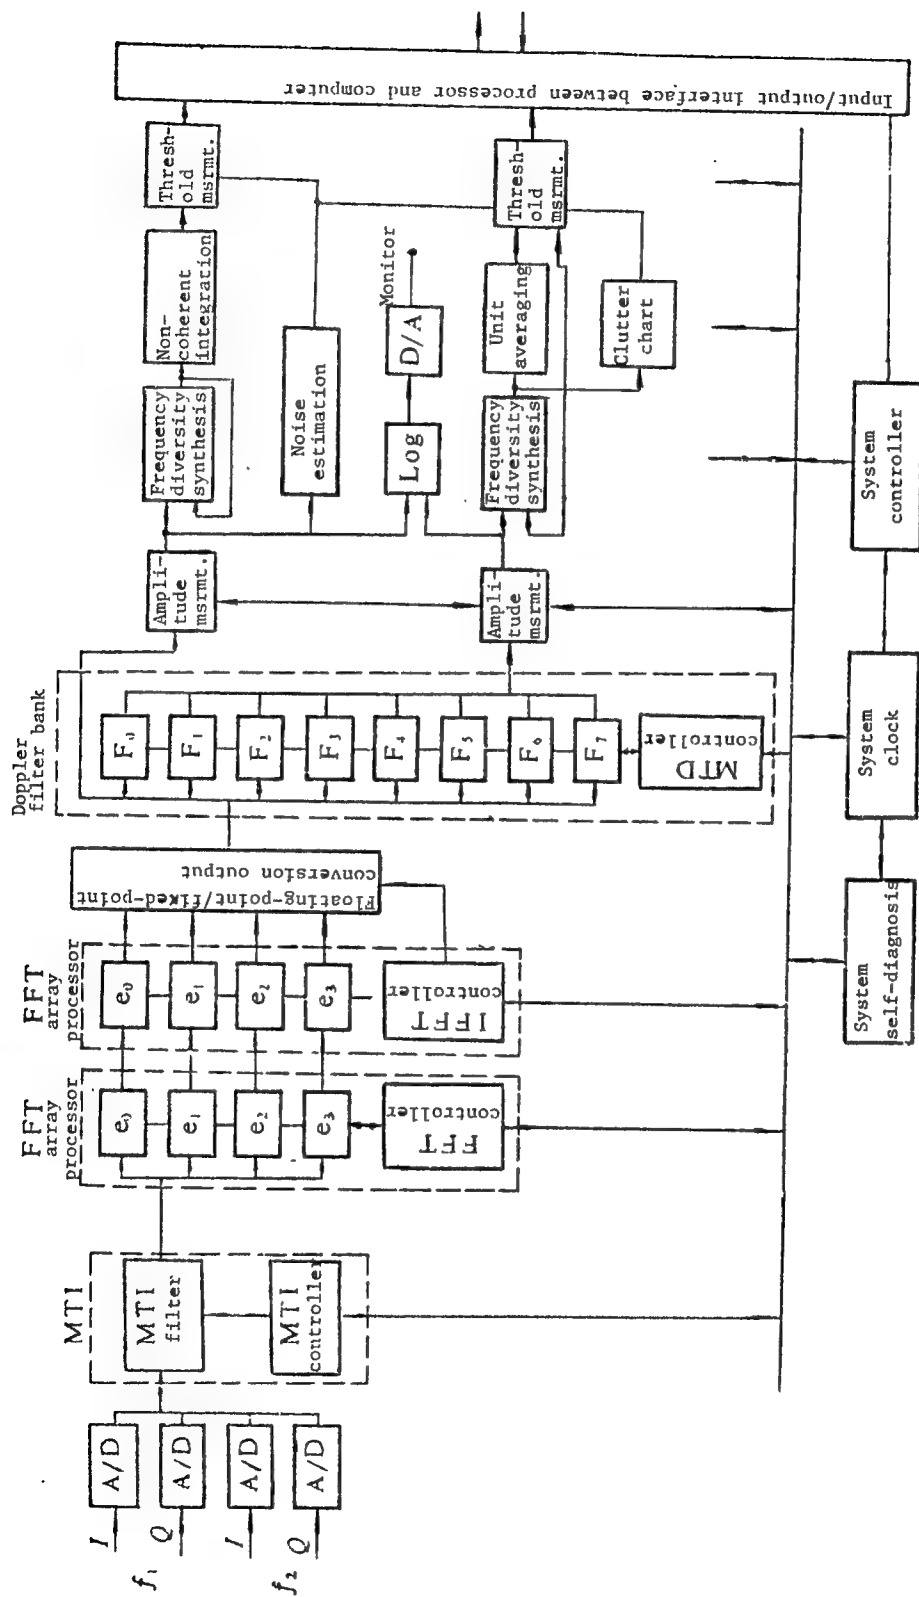 I
f₁
Q
I
f₂
Q
A/D
A/D
A/D
A/D
MTI
MTI
filter
MTI
controller
FFT
array
processor
e₀
e₁
e₂
e₃
FFT
controller
FFT
array
processor
e₀
e₁
e₂
e₃
IFFT
controller
Floating-point/fixed-point
conversion output
Doppler
filter bank
F₀
F₁
F₂
F₃
F₄
F₅
F₆
F₇
MTD
controller
Ampli-
tude
msrmt.
Ampli-
tude
msrmt.
Frequency
diversity
synthesis
Non-
coherent
integration
Thresh-
old
msrmt.
Noise
estimation
Log
D/A
Monitor
Frequency
diversity
synthesis
Unit
averaging
Thresh-
old
msrmt.
Clutter
chart
Input/output interface between processor and computer
System
self-diagnosis
System
clock
System
controller